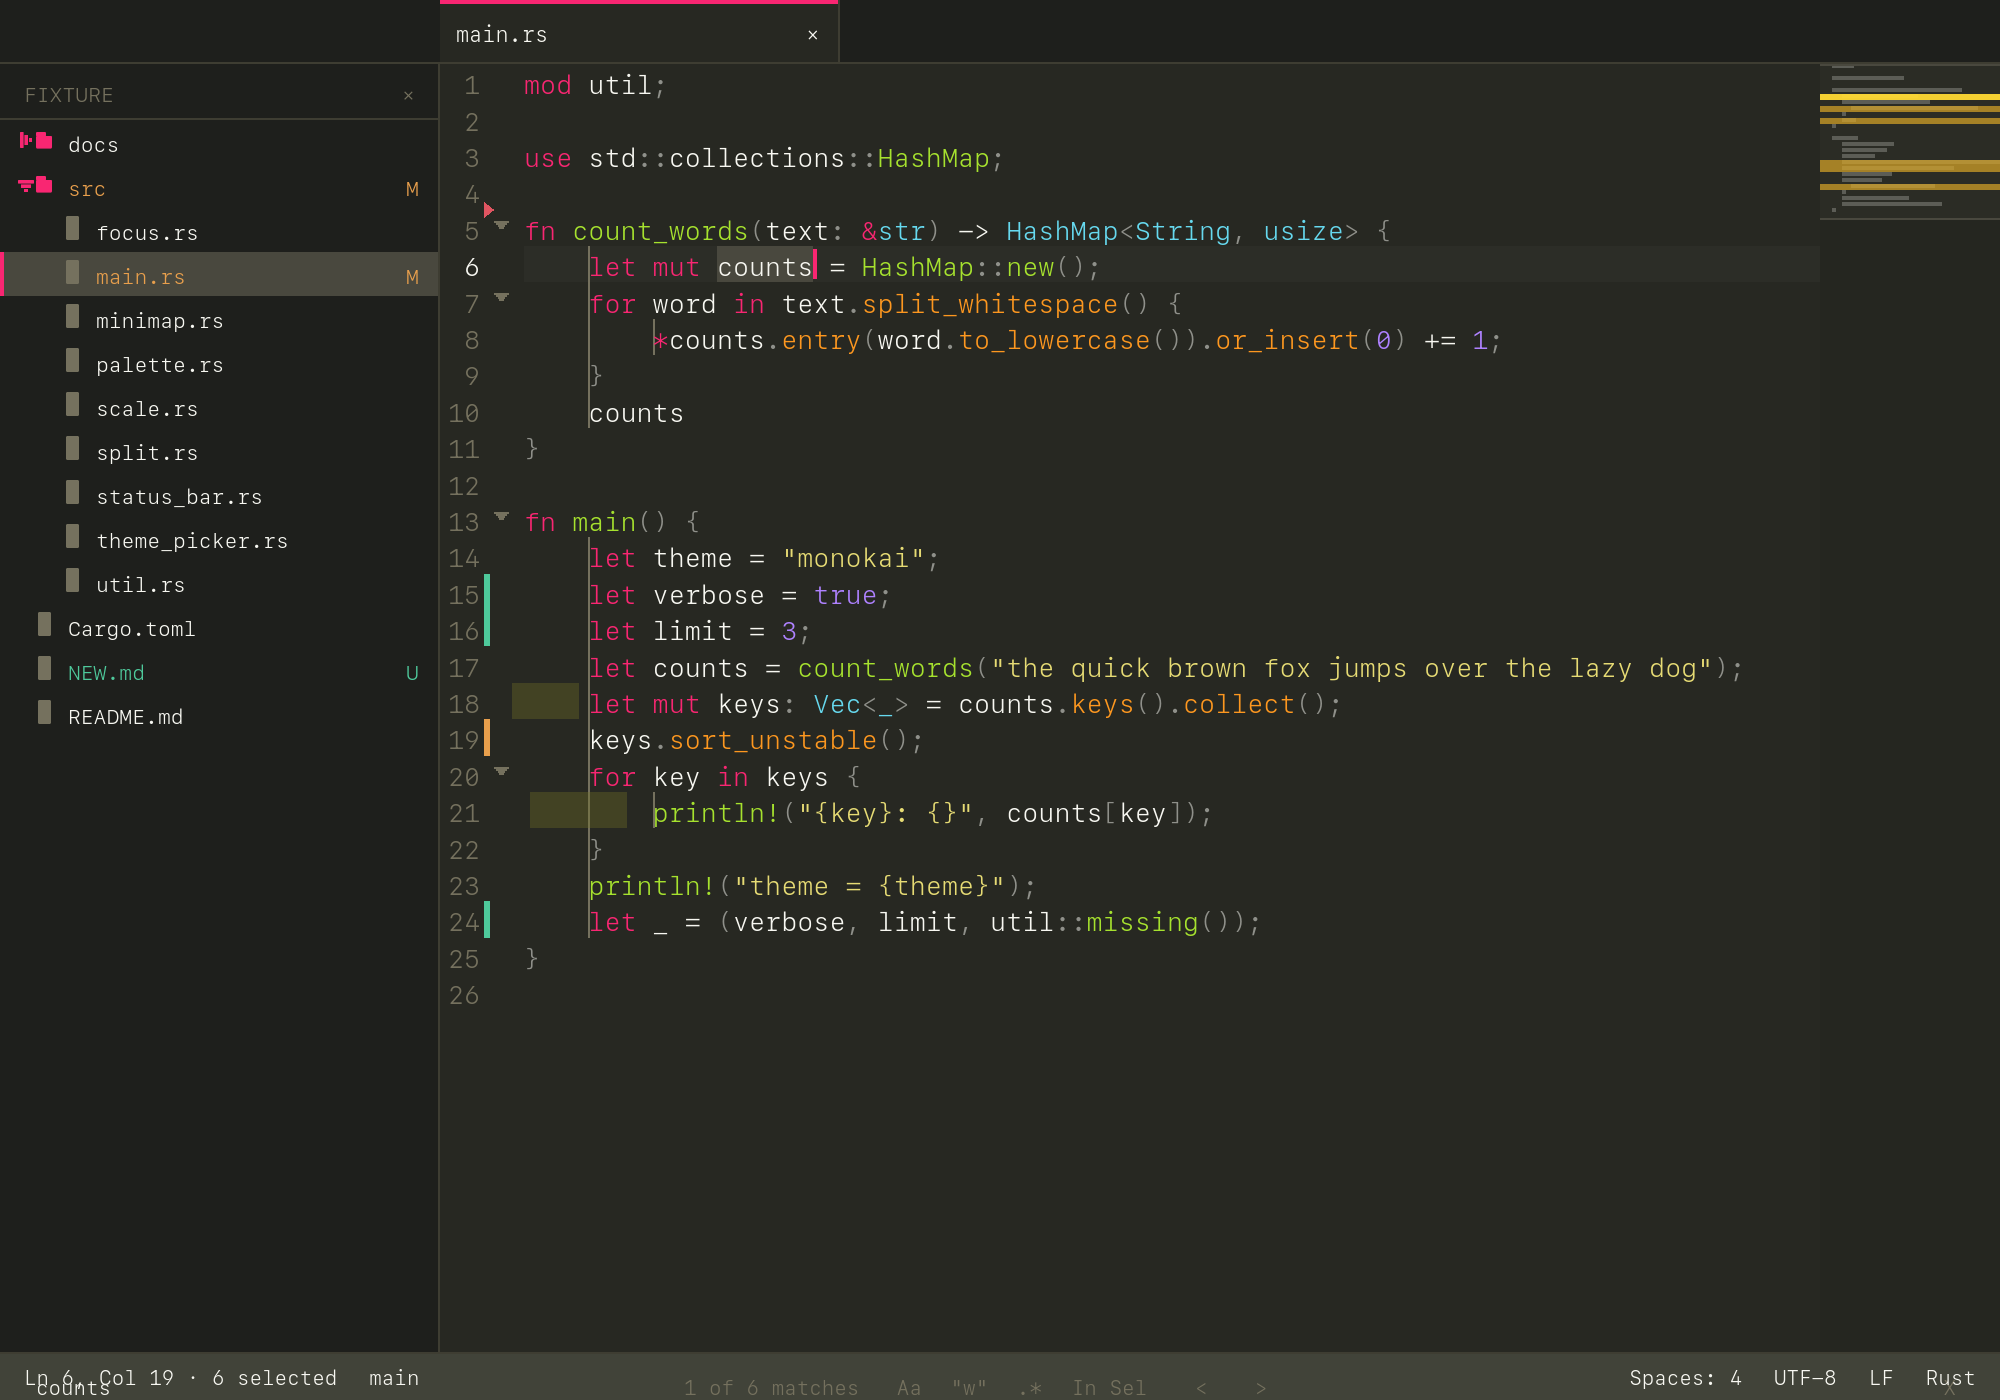 main.rs ×
FIXTURE ×
docs
src M
focus.rs
main.rs M
minimap.rs
palette.rs
scale.rs
split.rs
status_bar.rs
theme_picker.rs
util.rs
Cargo.toml
NEW.md U
README.md
1 mod util;
2
3 use std::collections::HashMap;
4
5 fn count_words(text: &str) —> HashMap<String, usize> {
6 let mut counts = HashMap::new();
7 for word in text.split_whitespace() {
8 *counts.entry(word.to_lowercase()).or_insert(0) += 1;
9 }
10 counts
11 }
12
13 fn main() {
14 let theme = "monokai";
15 let verbose = true;
16 let limit = 3;
17 let counts = count_words("the quick brown fox jumps over the lazy dog");
18 let mut keys: Vec<_> = counts.keys().collect();
19 keys.sort_unstable();
20 for key in keys {
21 println!("{key}: {}", counts[key]);
22 }
23 println!("theme = {theme}");
24 let _ = (verbose, limit, util::missing());
25 }
26
Ln 6, Col 19 · 6 selected main Spaces: 4 UTF—8 LF Rust
counts 1 of 6 matches Aa "w" .* In Sel < > X